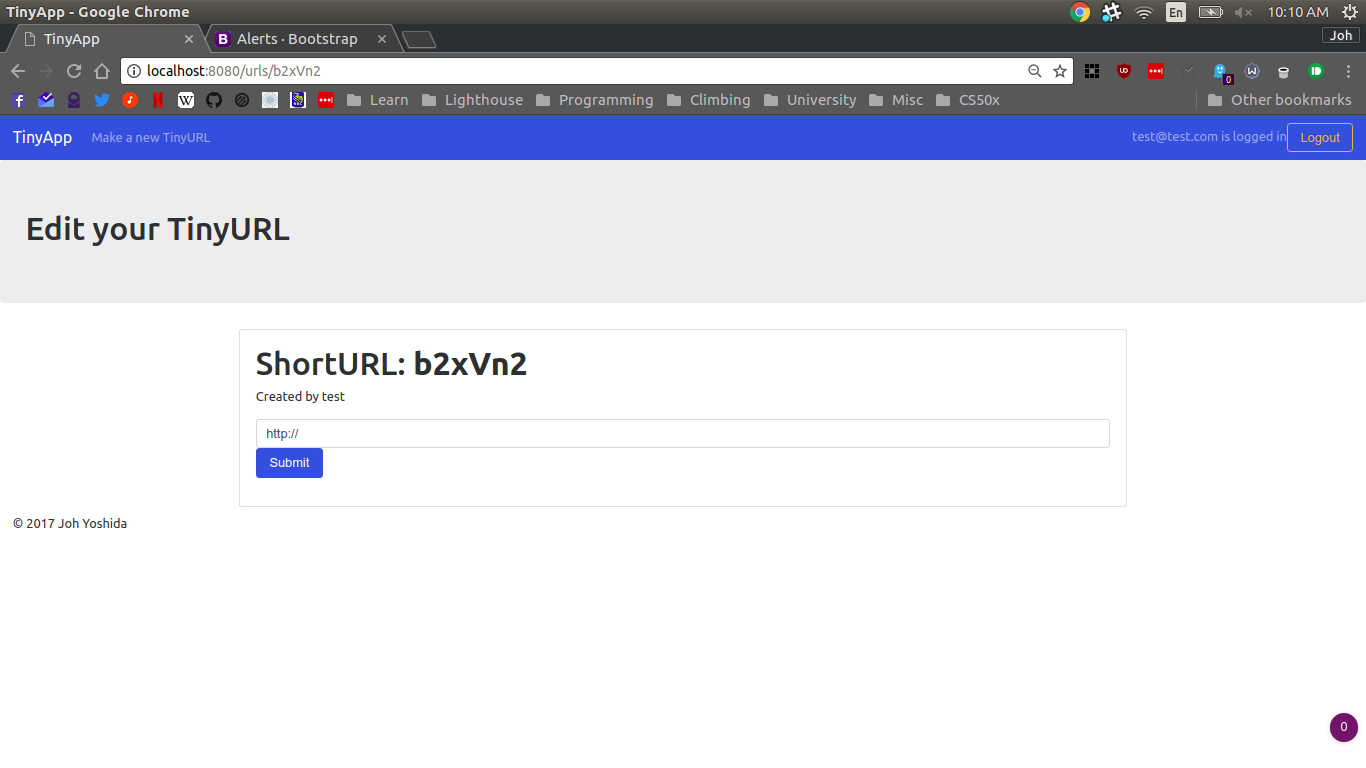 TinyApp - Google Chrome En 10:10 AM
TinyApp Alerts · Bootstrap Joh
localhost:8080/urls/b2xVn2 UD 0
Learn Lighthouse Programming Climbing University Misc CS50x Other bookmarks
TinyApp Make a new TinyURL test@test.com is logged in Logout
Edit your TinyURL
ShortURL: b2xVn2
Created by test
http://
Submit
© 2017 Joh Yoshida
0